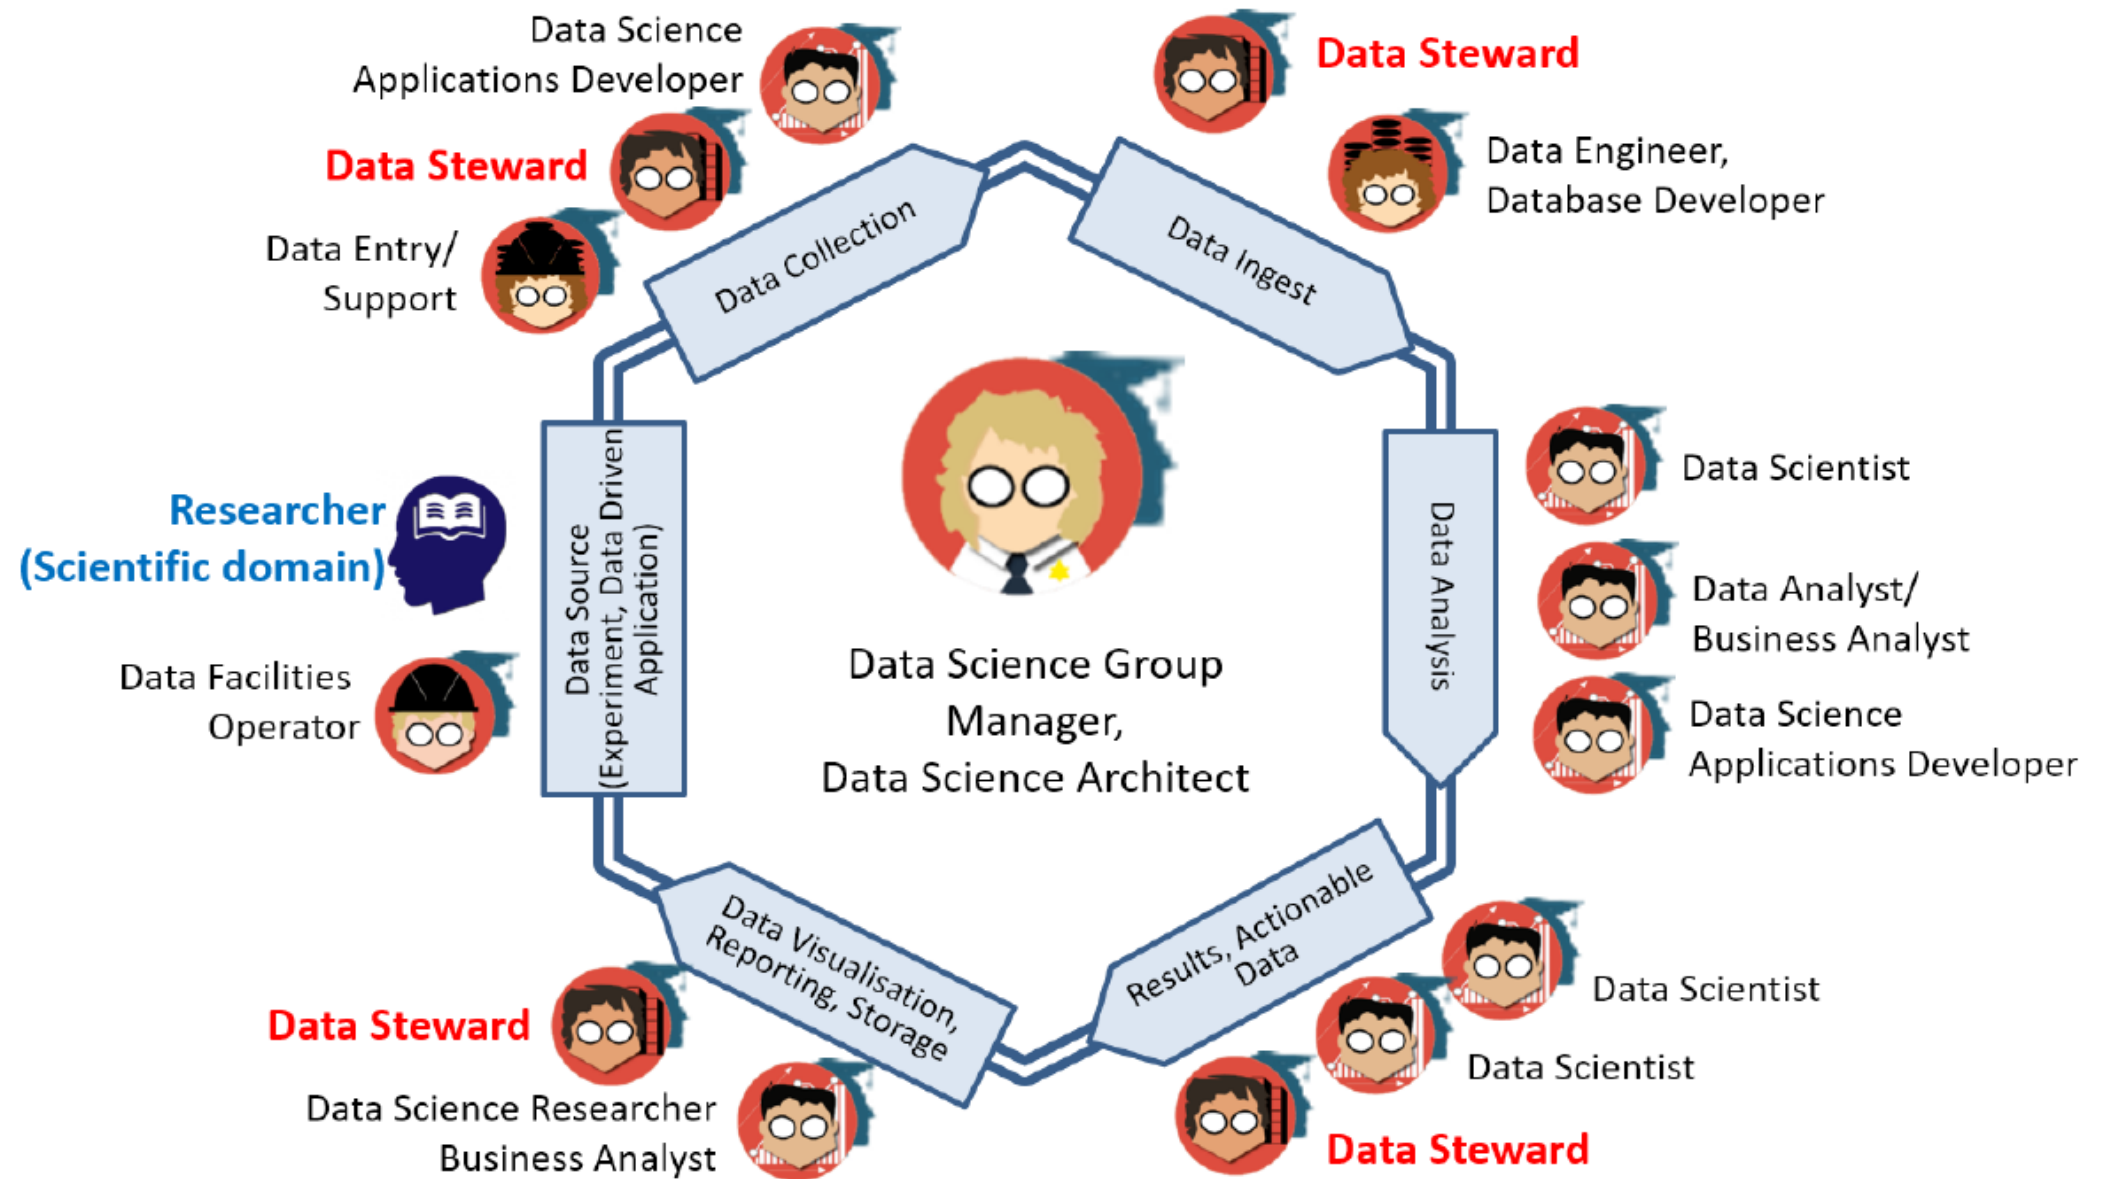 Data Science
Applications Developer
Data Steward
Data Entry/
Support
Data Collection
Data Steward
Data Engineer,
Database Developer
Data Ingest
Researcher
(Scientific domain)
Data Facilities
Operator
Data Source
(Experiment, Data Driven
Application)
Data Science Group
Manager,
Data Science Architect
Data Analysis
Data Scientist
Data Analyst/
Business Analyst
Data Science
Applications Developer
Results, Actionable
Data
Data Scientist
Data Scientist
Data Steward
Data Visualisation,
Reporting, Storage
Data Steward
Data Science Researcher
Business Analyst